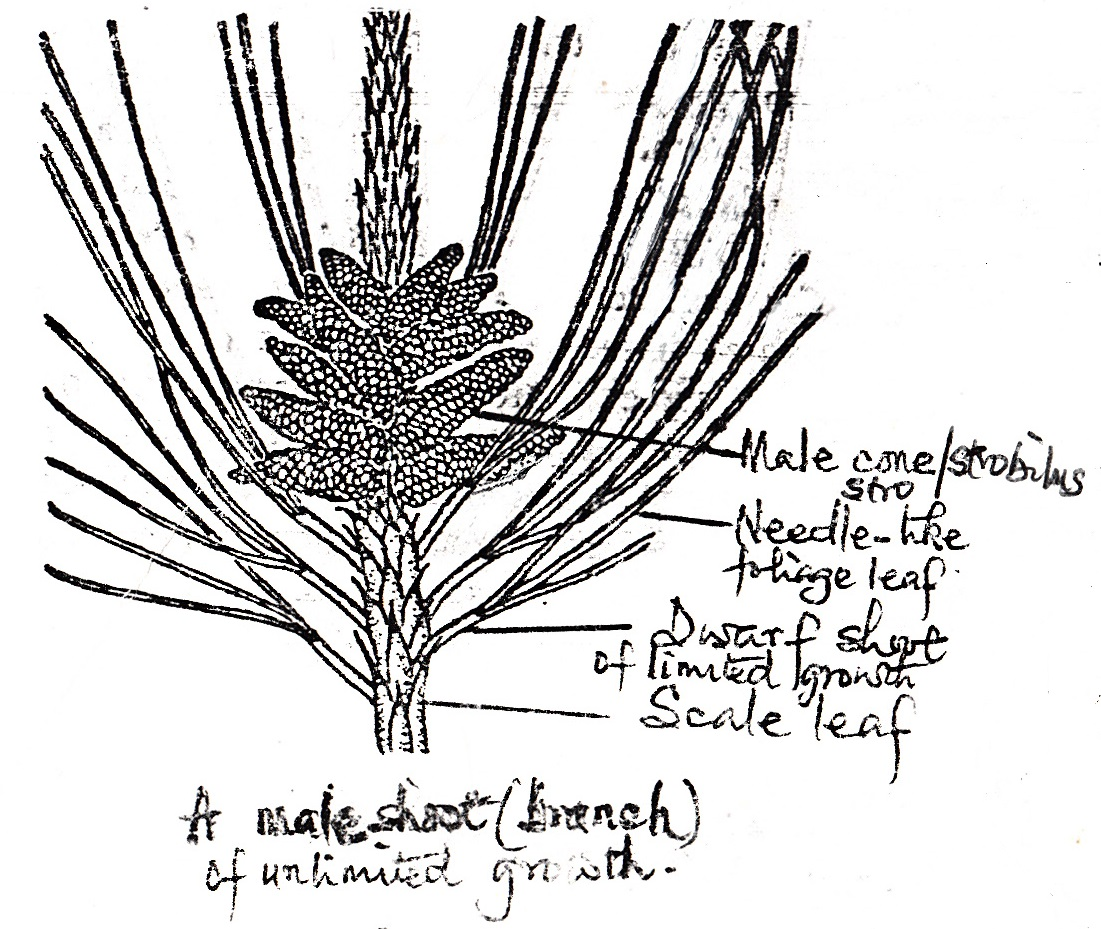 Male cone/strobilus
stro
Needle-like
foliage leaf.
Dwarf shoot
of limited growth
Scale leaf
A male shoot (branch)
of unlimited growth.